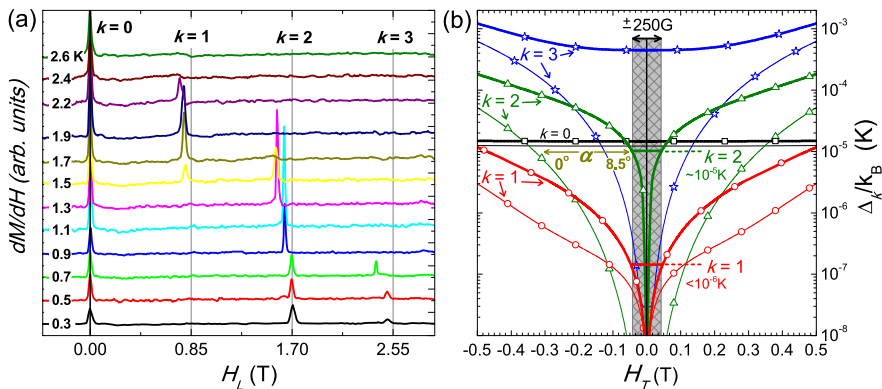 (a)
k = 0
k = 1
k = 2
k = 3
2.6 K
2.4
2.2
1.9
1.7
1.5
1.3
1.1
0.9
0.7
0.5
0.3
dM/dH (arb. units)
0.00 0.85 1.70 2.55
H_L (T)
(b)
±250G
k = 3
k = 2
k = 0
0° α 8,5°
k = 2
~10⁻⁵K
k = 1
k = 1
<10⁻⁶K
10⁻³
10⁻⁴
10⁻⁵
10⁻⁶
10⁻⁷
10⁻⁸
Δ_k/k_B (K)
-0.5 -0.4 -0.3 -0.2 -0.1 0.0 0.1 0.2 0.3 0.4 0.5
H_T (T)